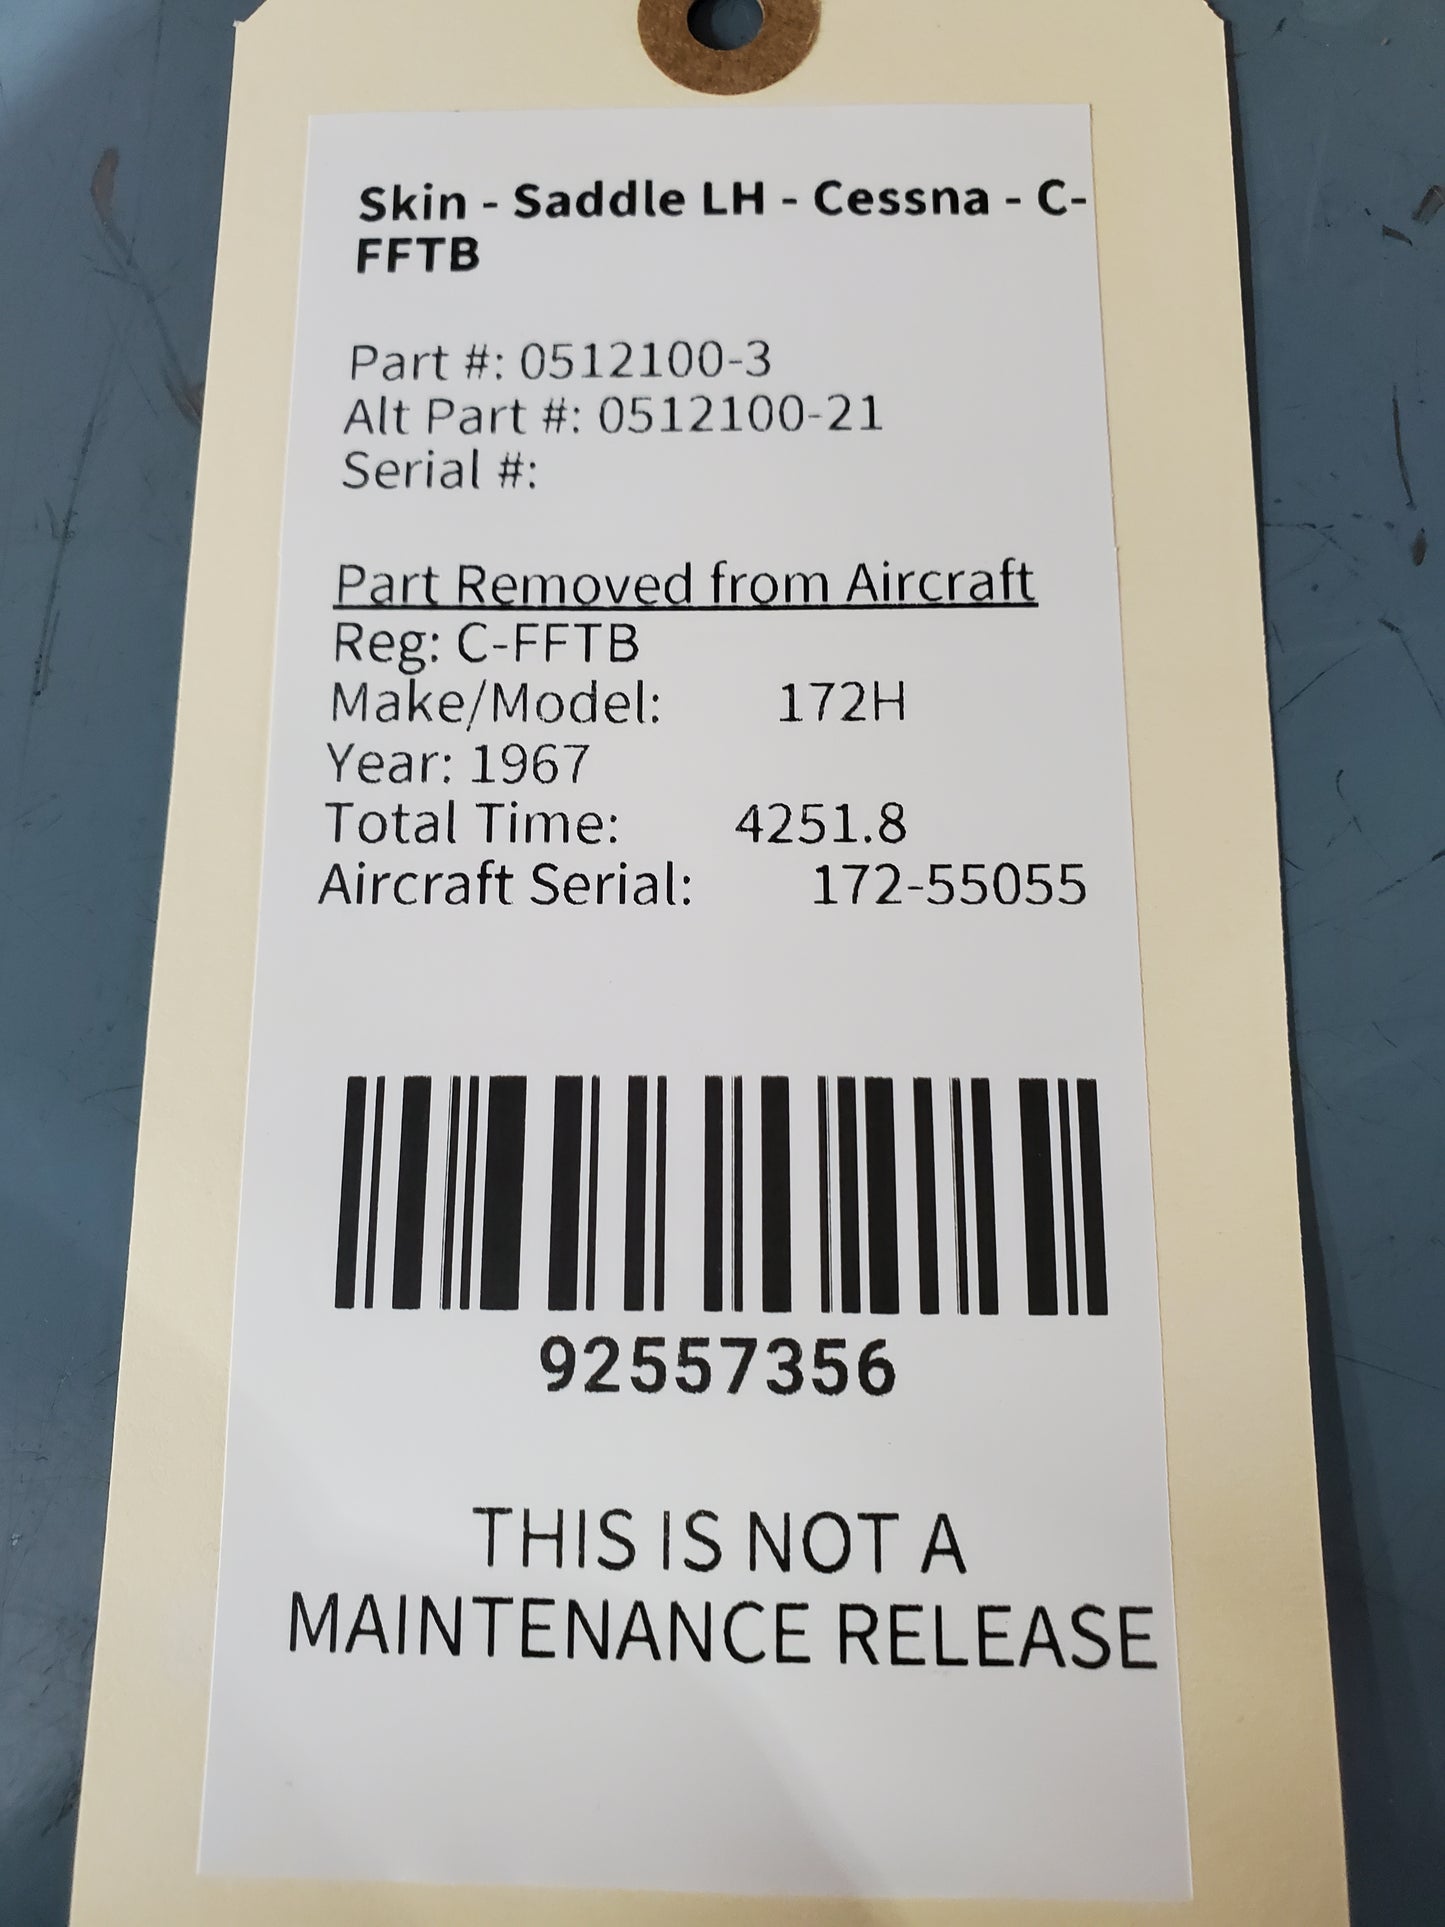 Skin - Saddle LH - Cessna - C-
FFTB
Part #: 0512100-3
Alt Part #: 0512100-21
Serial #:
Part Removed from Aircraft
Reg: C-FFTB
Make/Model: 172H
Year: 1967
Total Time: 4251.8
Aircraft Serial: 172-55055
92557356
THIS IS NOT A
MAINTENANCE RELEASE